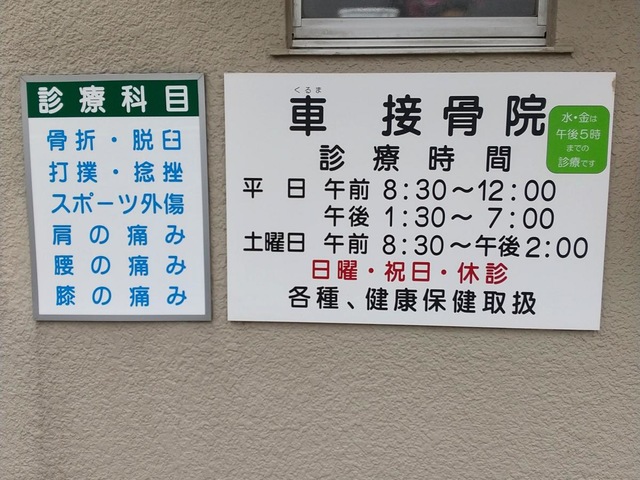 診療科目
骨折・脱臼
打撲・捻挫
スポーツ外傷
肩の痛み
腰の痛み
膝の痛み
くるま
車 接骨院
診療時間
平日 午前 8:30〜12:00
午後 1:30〜 7:00
土曜日 午前 8:30〜午後2:00
日曜・祝日・休診
各種、健康保健取扱
水・金は
午後5時
までの
診療です